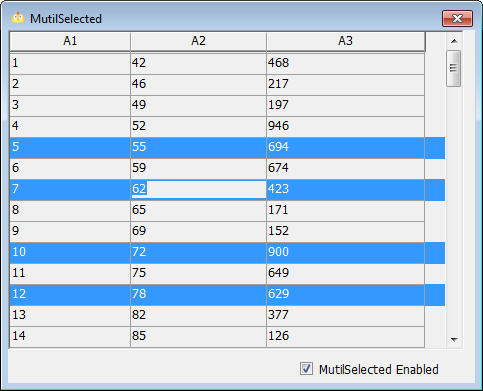 MutilSelected
A1 A2 A3
1 42 468
2 46 217
3 49 197
4 52 946
5 55 694
6 59 674
7 62 423
8 65 171
9 69 152
10 72 900
11 75 649
12 78 629
13 82 377
14 85 126
MutilSelected Enabled